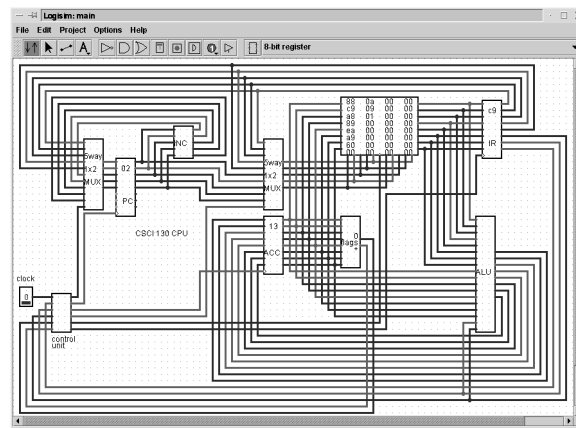 Logisim: main
File Edit Project Options Help
A D 8-bit register
88 0a 00 00
c9 09 00 00
a8 01 00 00
89 00 00 00
ea 00 00 00
a9 00 00 00
60 00 00 00
00 00 00 00
c9
IR
INC
5way
4x2
MUX
02
PC
5way
4x2
MUX
CSCI 130 CPU
13
ACC
0
flags
+
ALU
clock
0
control
unit